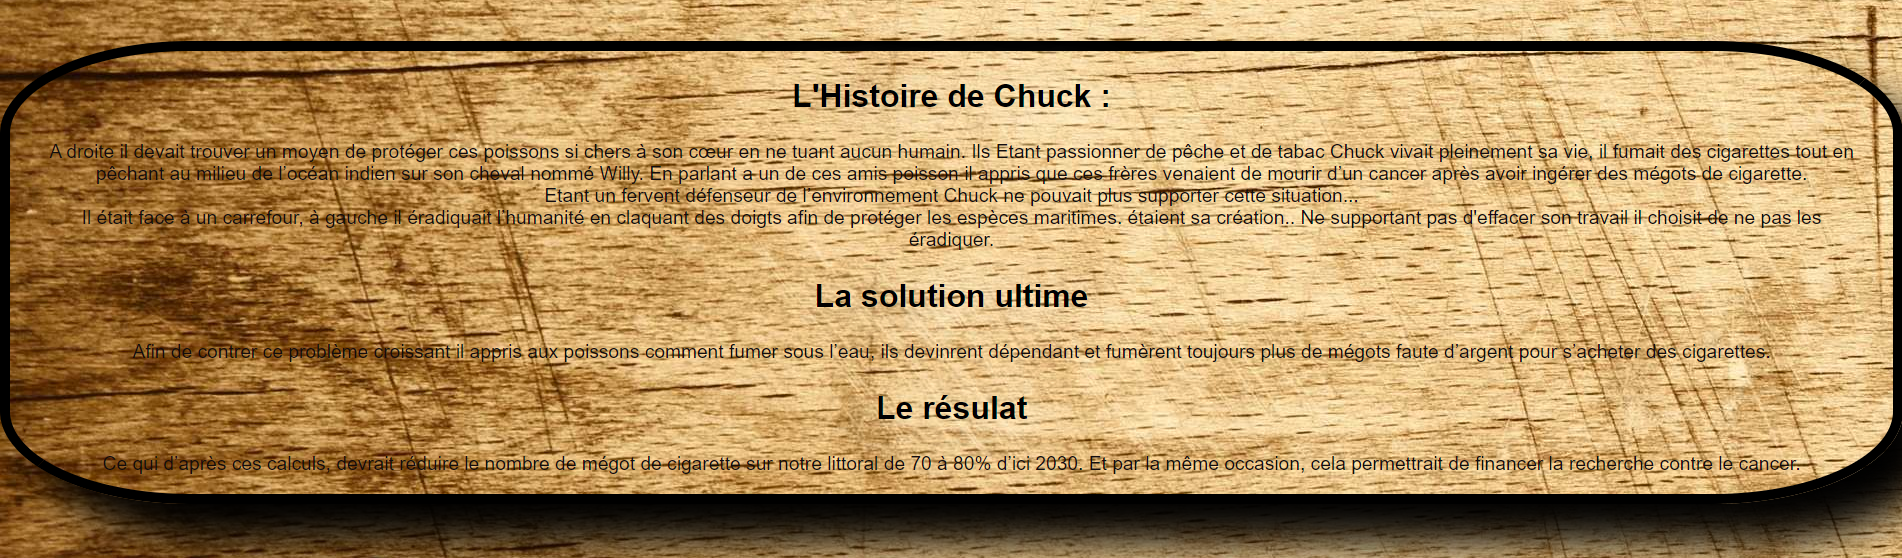 L'Histoire de Chuck :
A droite il devait trouver un moyen de protéger ces poissons si chers à son cœur en ne tuant aucun humain. Ils Etant passionner de pêche et de tabac Chuck vivait pleinement sa vie, il fumait des cigarettes tout en
pêchant au milieu de l’océan indien sur son cheval nommé Willy. En parlant a un de ces amis poisson il appris que ces frères venaient de mourir d’un cancer après avoir ingérer des mégots de cigarette.
Etant un fervent défenseur de l’environnement Chuck ne pouvait plus supporter cette situation...
Il était face à un carrefour, à gauche il éradiquait l’humanité en claquant des doigts afin de protéger les espèces maritimes. étaient sa création.. Ne supportant pas d’effacer son travail il choisit de ne pas les
éradiquer.
La solution ultime
Afin de contrer ce problème croissant il appris aux poissons comment fumer sous l’eau, ils devinrent dépendant et fumèrent toujours plus de mégots faute d’argent pour s’acheter des cigarettes.
Le résulat
Ce qui d’après ces calculs, devrait réduire le nombre de mégot de cigarette sur notre littoral de 70 à 80% d’ici 2030. Et par la même occasion, cela permettrait de financer la recherche contre le cancer.